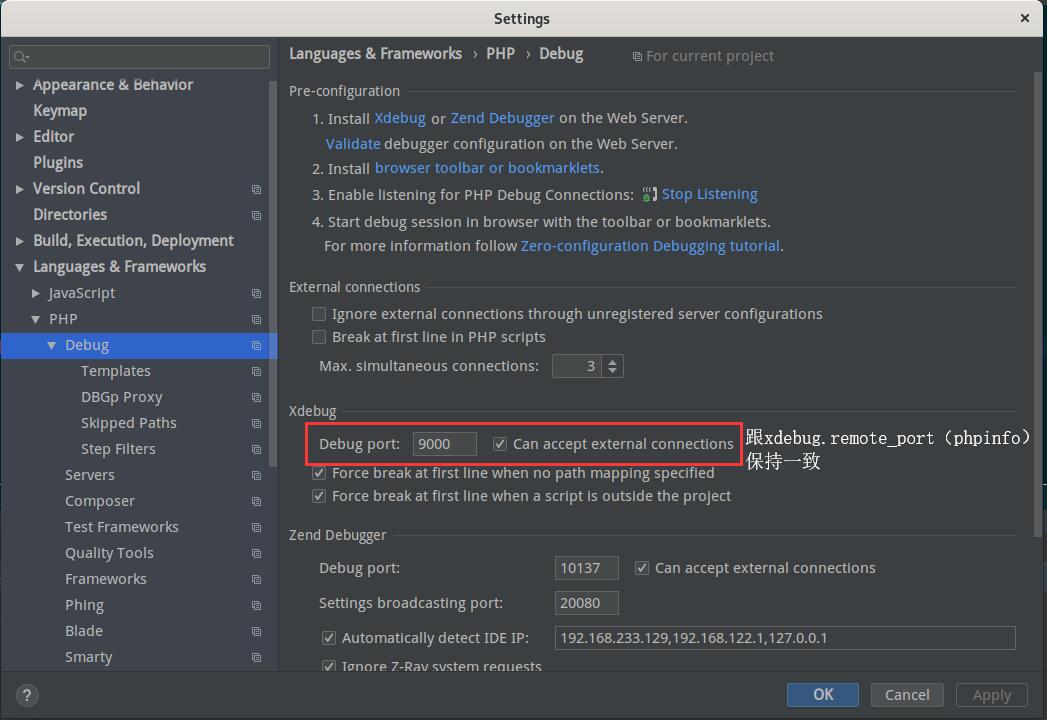 Settings
Languages & Frameworks › PHP › Debug For current project
Appearance & Behavior
Keymap
Editor
Plugins
Version Control
Directories
Build, Execution, Deployment
Languages & Frameworks
JavaScript
PHP
Debug
Templates
DBGp Proxy
Skipped Paths
Step Filters
Servers
Composer
Test Frameworks
Quality Tools
Frameworks
Phing
Blade
Smarty
Pre-configuration
1. Install Xdebug or Zend Debugger on the Web Server.
Validate debugger configuration on the Web Server.
2. Install browser toolbar or bookmarklets.
3. Enable listening for PHP Debug Connections: Stop Listening
4. Start debug session in browser with the toolbar or bookmarklets.
For more information follow Zero-configuration Debugging tutorial.
External connections
Ignore external connections through unregistered server configurations
Break at first line in PHP scripts
Max. simultaneous connections: 3
Xdebug
Debug port: 9000 Can accept external connections
跟xdebug.remote_port（phpinfo）
保持一致
Force break at first line when no path mapping specified
Force break at first line when a script is outside the project
Zend Debugger
Debug port: 10137 Can accept external connections
Settings broadcasting port: 20080
Automatically detect IDE IP: 192.168.233.129,192.168.122.1,127.0.0.1
Ignore Z-Ray system requests
?
OK Cancel Apply